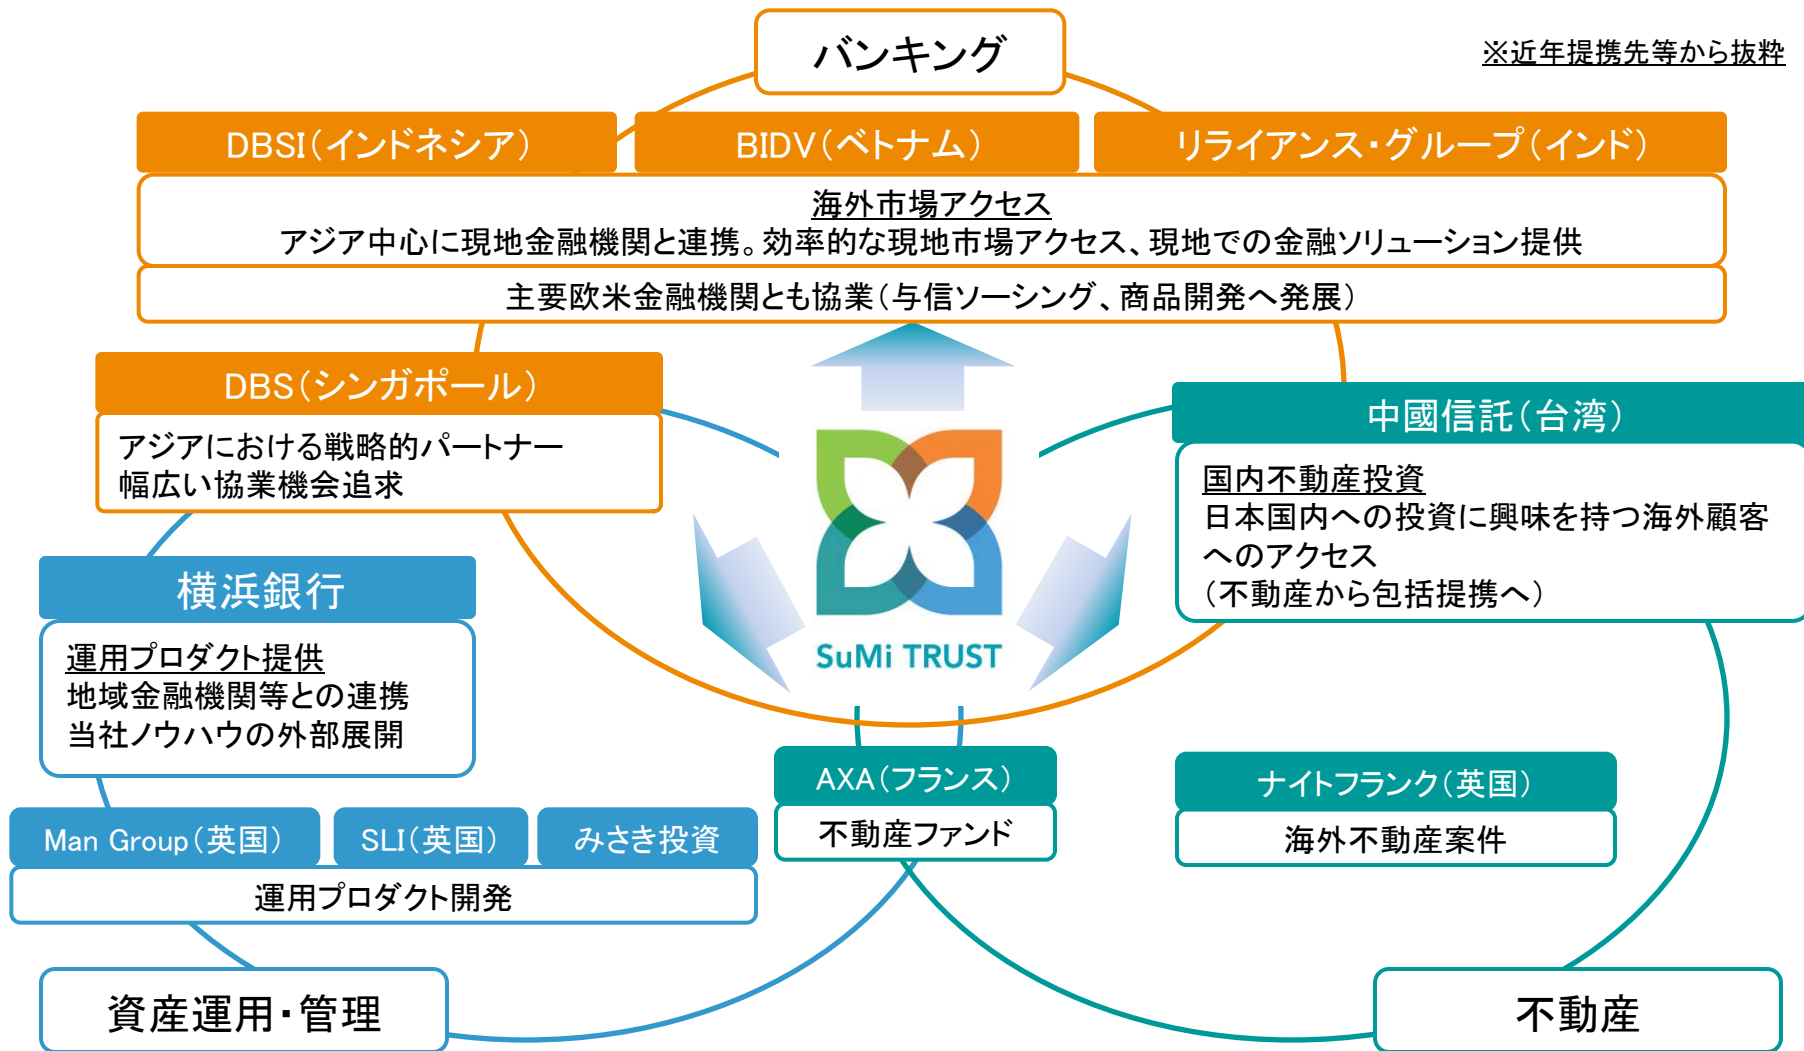 バンキング
※近年提携先等から抜粋
DBSI（インドネシア）
BIDV（ベトナム）
リライアンス・グループ（インド）
海外市場アクセス
アジア中心に現地金融機関と連携。効率的な現地市場アクセス、現地での金融ソリューション提供
主要欧米金融機関とも協業（与信ソーシング、商品開発へ発展）
DBS（シンガポール）
アジアにおける戦略的パートナー
幅広い協業機会追求
中國信託（台湾）
国内不動産投資
日本国内への投資に興味を持つ海外顧客
へのアクセス
（不動産から包括提携へ）
SuMi TRUST
横浜銀行
運用プロダクト提供
地域金融機関等との連携
当社ノウハウの外部展開
AXA（フランス）
不動産ファンド
ナイトフランク（英国）
海外不動産案件
Man Group（英国）
SLI（英国）
みさき投資
運用プロダクト開発
資産運用・管理
不動産